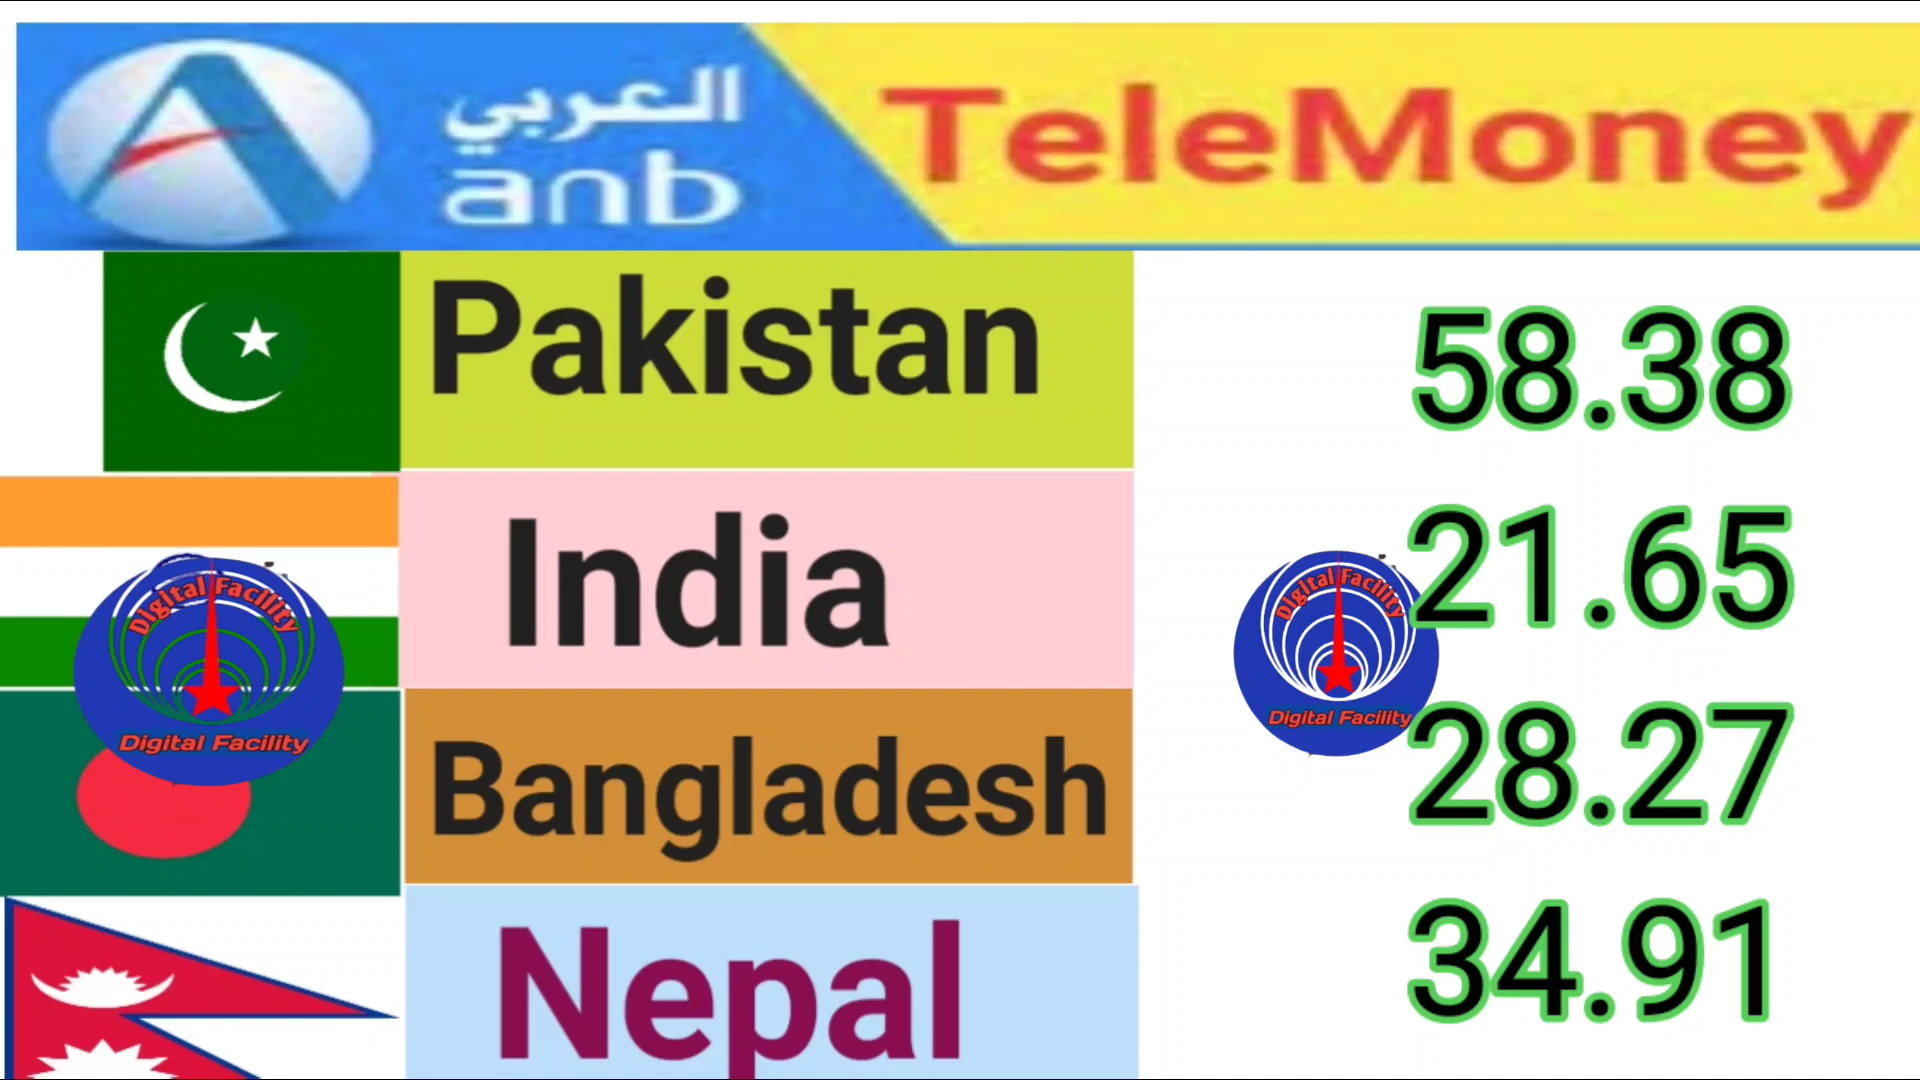 العربي
anb
TeleMoney
Pakistan
58.38
India
21.65
Digital Facility
Digital Facility
Digital Facility
Digital Facility
Bangladesh
28.27
Nepal
34.91